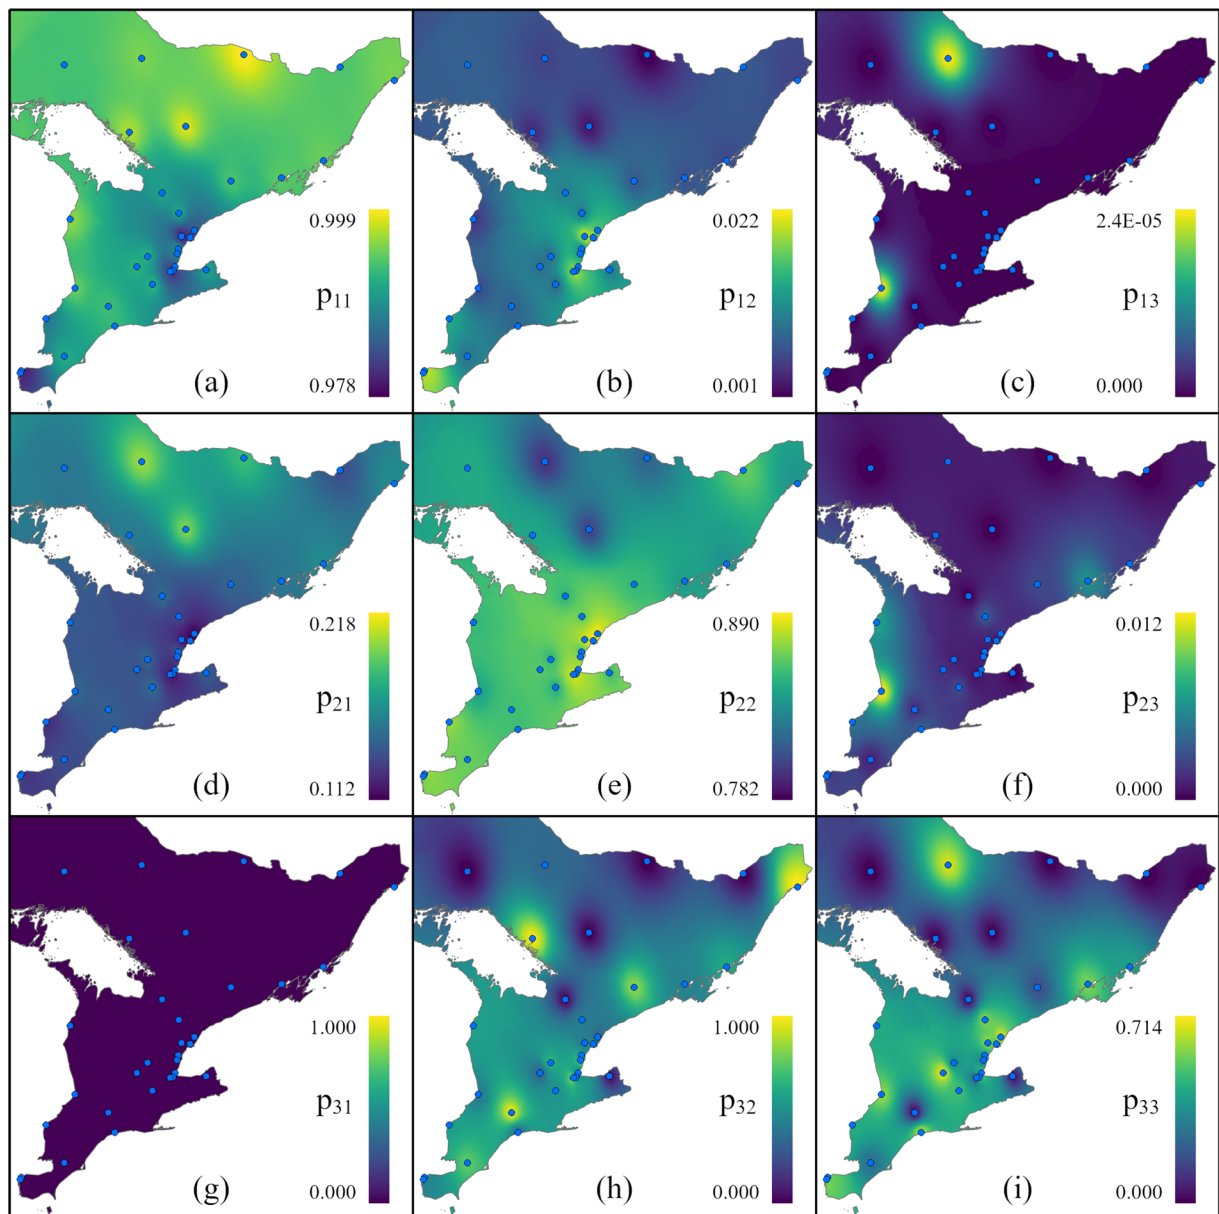 0.999
p11
0.978
(a)
0.022
p12
0.001
(b)
2.4E-05
p13
0.000
(c)
0.218
p21
0.112
(d)
0.890
p22
0.782
(e)
0.012
p23
0.000
(f)
1.000
p31
0.000
(g)
1.000
p32
0.000
(h)
0.714
p33
0.000
(i)